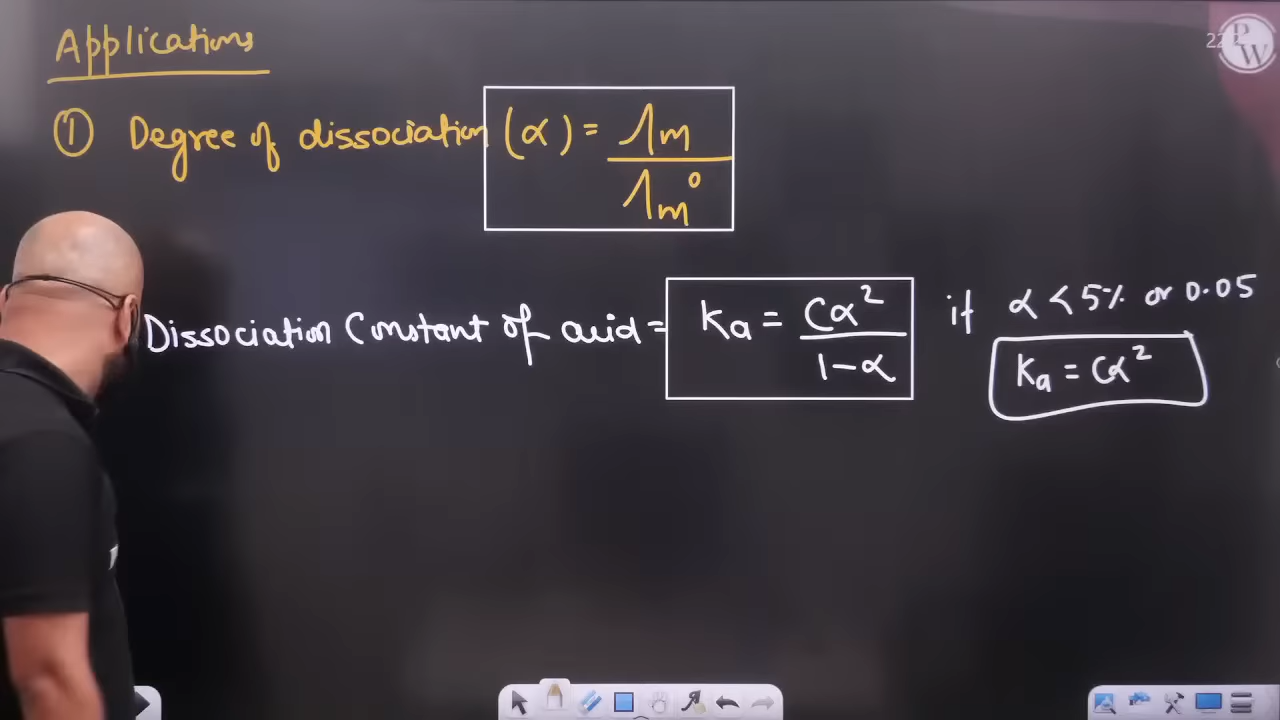 Applications
① Degree of dissociation (α) = Λm / Λm°
Dissociation Constant of acid = Ka = Cα² / 1-α if α < 5% or 0.05
Ka = Cα²
PW